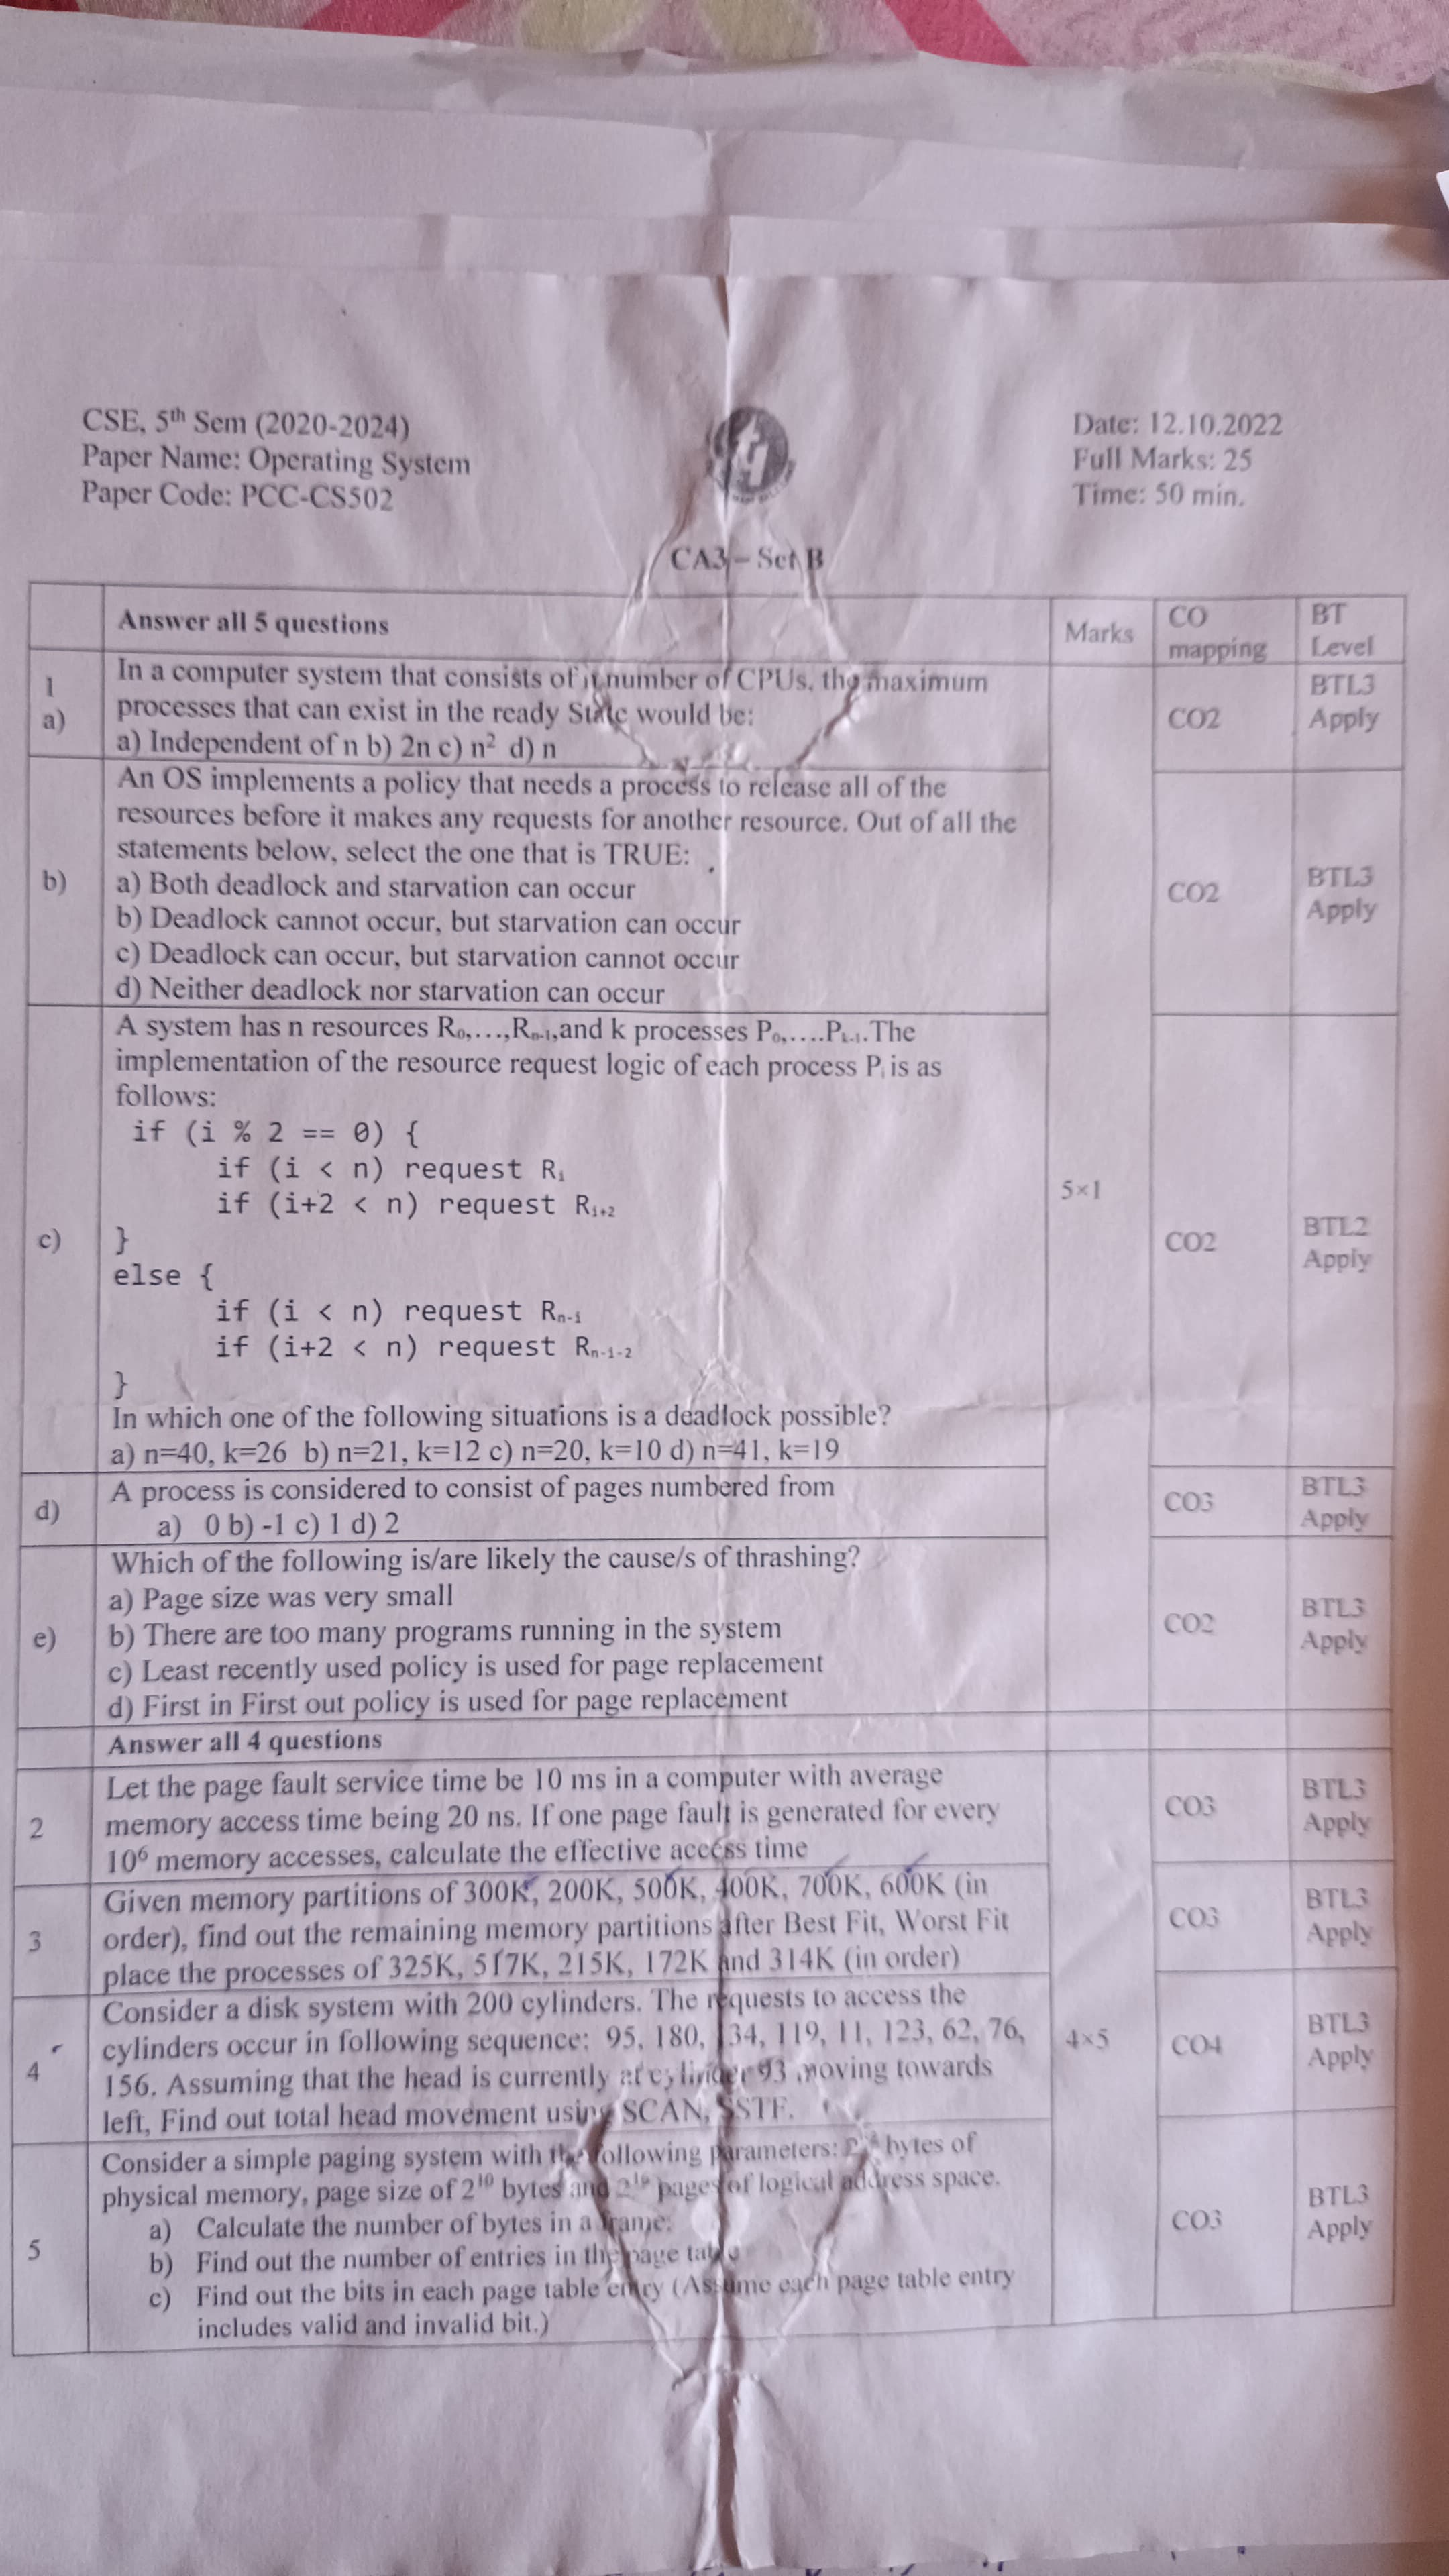 CSE, 5th Sem (2020-2024)
Paper Name: Operating System
Paper Code: PCC-CS502
Date: 12.10.2022
Full Marks: 25
Time: 50 min.
CA3 – Set B
Answer all 5 questions
Marks
CO mapping
BT Level
1 a)
In a computer system that consists of n number of CPUs, the maximum
processes that can exist in the ready State would be:
a) Independent of n b) 2n c) n² d) n
CO2
BTL3 Apply
b)
An OS implements a policy that needs a process to release all of the
resources before it makes any requests for another resource. Out of all the
statements below, select the one that is TRUE:
a) Both deadlock and starvation can occur
b) Deadlock cannot occur, but starvation can occur
c) Deadlock can occur, but starvation cannot occur
d) Neither deadlock nor starvation can occur
CO2
BTL3 Apply
c)
A system has n resources R₀,…,Rₙ₋₁,and k processes P₀,….Pₖ₋₁.The
implementation of the resource request logic of each process Pᵢ is as
follows:
if (i % 2 == 0) {
if (i < n) request Rᵢ
if (i+2 < n) request Rᵢ₊₂
}
else {
if (i < n) request Rₙ₋ᵢ
if (i+2 < n) request Rₙ₋ᵢ₋₂
}
In which one of the following situations is a deadlock possible?
a) n=40, k=26 b) n=21, k=12 c) n=20, k=10 d) n=41, k=19
5×1
CO2
BTL2 Apply
d)
A process is considered to consist of pages numbered from
a) 0 b) -1 c) 1 d) 2
CO3
BTL3 Apply
e)
Which of the following is/are likely the cause/s of thrashing?
a) Page size was very small
b) There are too many programs running in the system
c) Least recently used policy is used for page replacement
d) First in First out policy is used for page replacement
CO2
BTL3 Apply
Answer all 4 questions
2
Let the page fault service time be 10 ms in a computer with average
memory access time being 20 ns. If one page fault is generated for every
10⁶ memory accesses, calculate the effective access time
CO3
BTL3 Apply
3
Given memory partitions of 300K, 200K, 500K, 400K, 700K, 600K (in
order), find out the remaining memory partitions after Best Fit, Worst Fit
place the processes of 325K, 517K, 215K, 172K and 314K (in order)
CO3
BTL3 Apply
4
Consider a disk system with 200 cylinders. The requests to access the
cylinders occur in following sequence: 95, 180, 34, 119, 11, 123, 62, 76,
156. Assuming that the head is currently at cylinder 93 moving towards
left, Find out total head movement using SCAN, SSTF.
4×5
CO4
BTL3 Apply
5
Consider a simple paging system with the following parameters: bytes of
physical memory, page size of 2¹⁰ bytes and pages of logical address space.
a) Calculate the number of bytes in a frame.
b) Find out the number of entries in the page table
c) Find out the bits in each page table entry (Assume each page table entry
includes valid and invalid bit.)
CO3
BTL3 Apply